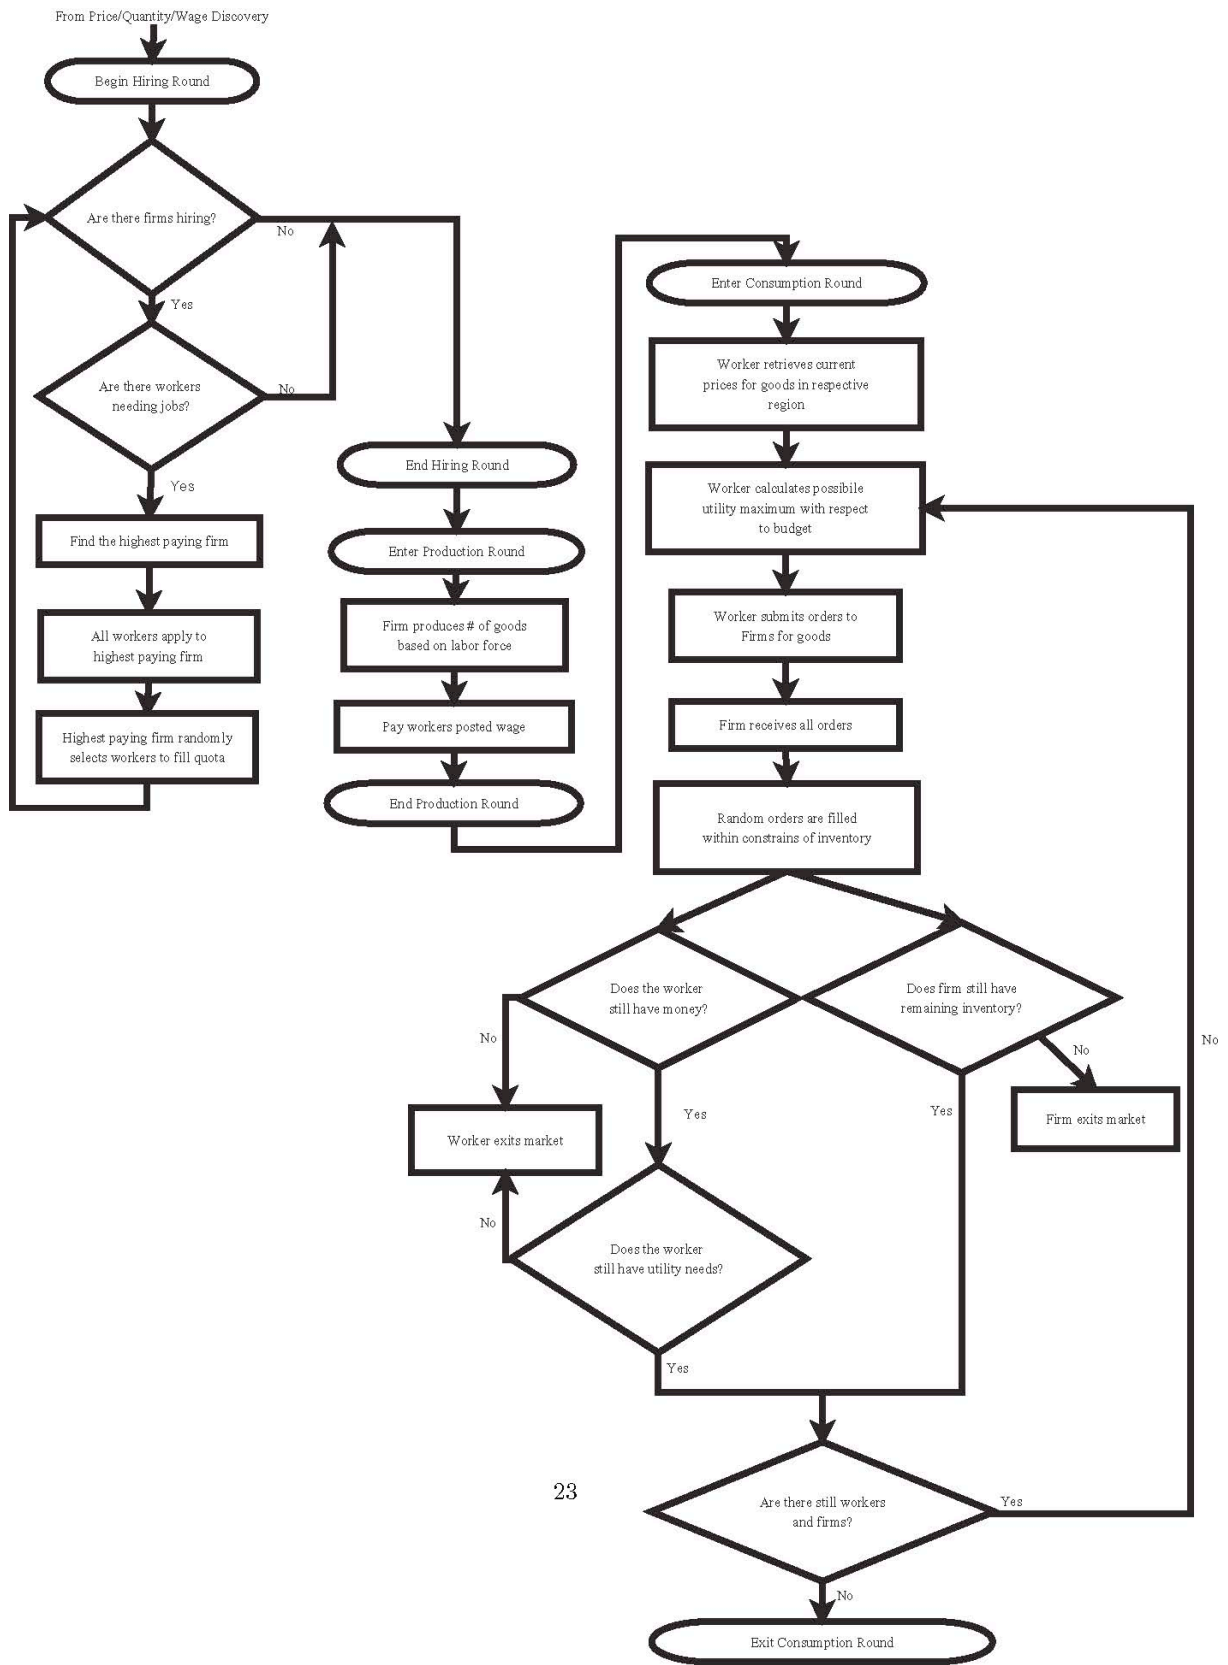 From Price/Quantity/Wage Discovery
Begin Hiring Round
Are there firms hiring?
No
Yes
Are there workers
needing jobs?
No
Yes
Find the highest paying firm
All workers apply to
highest paying firm
Highest paying firm randomly
selects workers to fill quota
End Hiring Round
Enter Production Round
Firm produces # of goods
based on labor force
Pay workers posted wage
End Production Round
Enter Consumption Round
Worker retrieves current
prices for goods in respective
region
Worker calculates possibile
utility maximum with respect
to budget
Worker submits orders to
Firms for goods
Firm receives all orders
Random orders are filled
within constrains of inventory
Does the worker
still have money?
Does firm still have
remaining inventory?
No
No
No
Yes
Yes
Worker exits market
Firm exits market
No
Does the worker
still have utility needs?
Yes
23
Are there still workers
and firms?
Yes
No
Exit Consumption Round